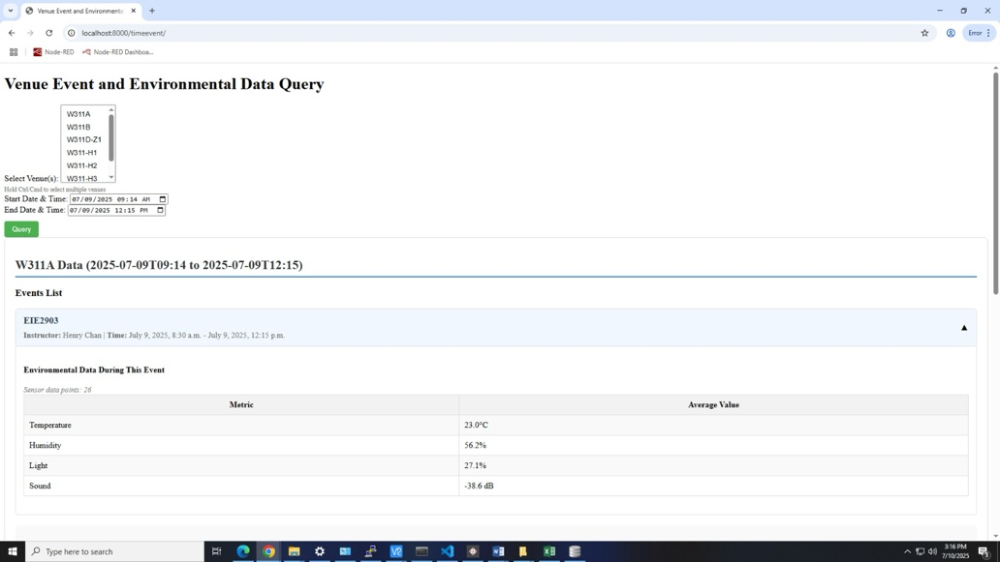 Venue Event and Environmenta
localhost:8000/timeevent/
Error
Node-RED
Node-RED Dashboa...
Venue Event and Environmental Data Query
W311A
W311B
W311D-Z1
W311-H1
W311-H2
W311-H3
Select Venue(s):
Hold Ctrl/Cmd to select multiple venues
Start Date & Time: 07/09/2025 09:14 AM
End Date & Time: 07/09/2025 12:15 PM
Query
W311A Data (2025-07-09T09:14 to 2025-07-09T12:15)
Events List
EIE2903
Instructor: Henry Chan | Time: July 9, 2025, 8:30 a.m. - July 9, 2025, 12:15 p.m.
Environmental Data During This Event
Sensor data points: 26
Metric Average Value
Temperature 23.0°C
Humidity 56.2%
Light 27.1%
Sound -38.6 dB
Type here to search
3:16 PM
7/10/2025